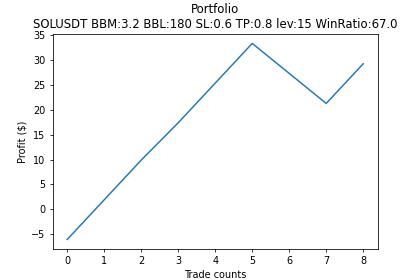 Portfolio
SOLUSDT BBM:3.2 BBL:180 SL:0.6 TP:0.8 lev:15 WinRatio:67.0
35
30
25
20
15
10
5
0
−5
Profit ($)
0 1 2 3 4 5 6 7 8
Trade counts